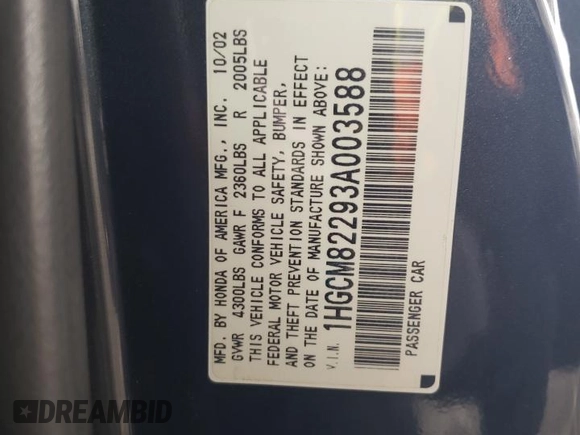 MFD. BY HONDA OF AMERICA MFG., INC. 10/02
GVWR 4300LBS GAWR F 2360LBS R 2005LBS
THIS VEHICLE CONFORMS TO ALL APPLICABLE
FEDERAL MOTOR VEHICLE SAFETY, BUMPER,
AND THEFT PREVENTION STANDARDS IN EFFECT
ON THE DATE OF MANUFACTURE SHOWN ABOVE:
V.I.N. 1HGCM82293A003588
PASSENGER CAR
DREAMBID